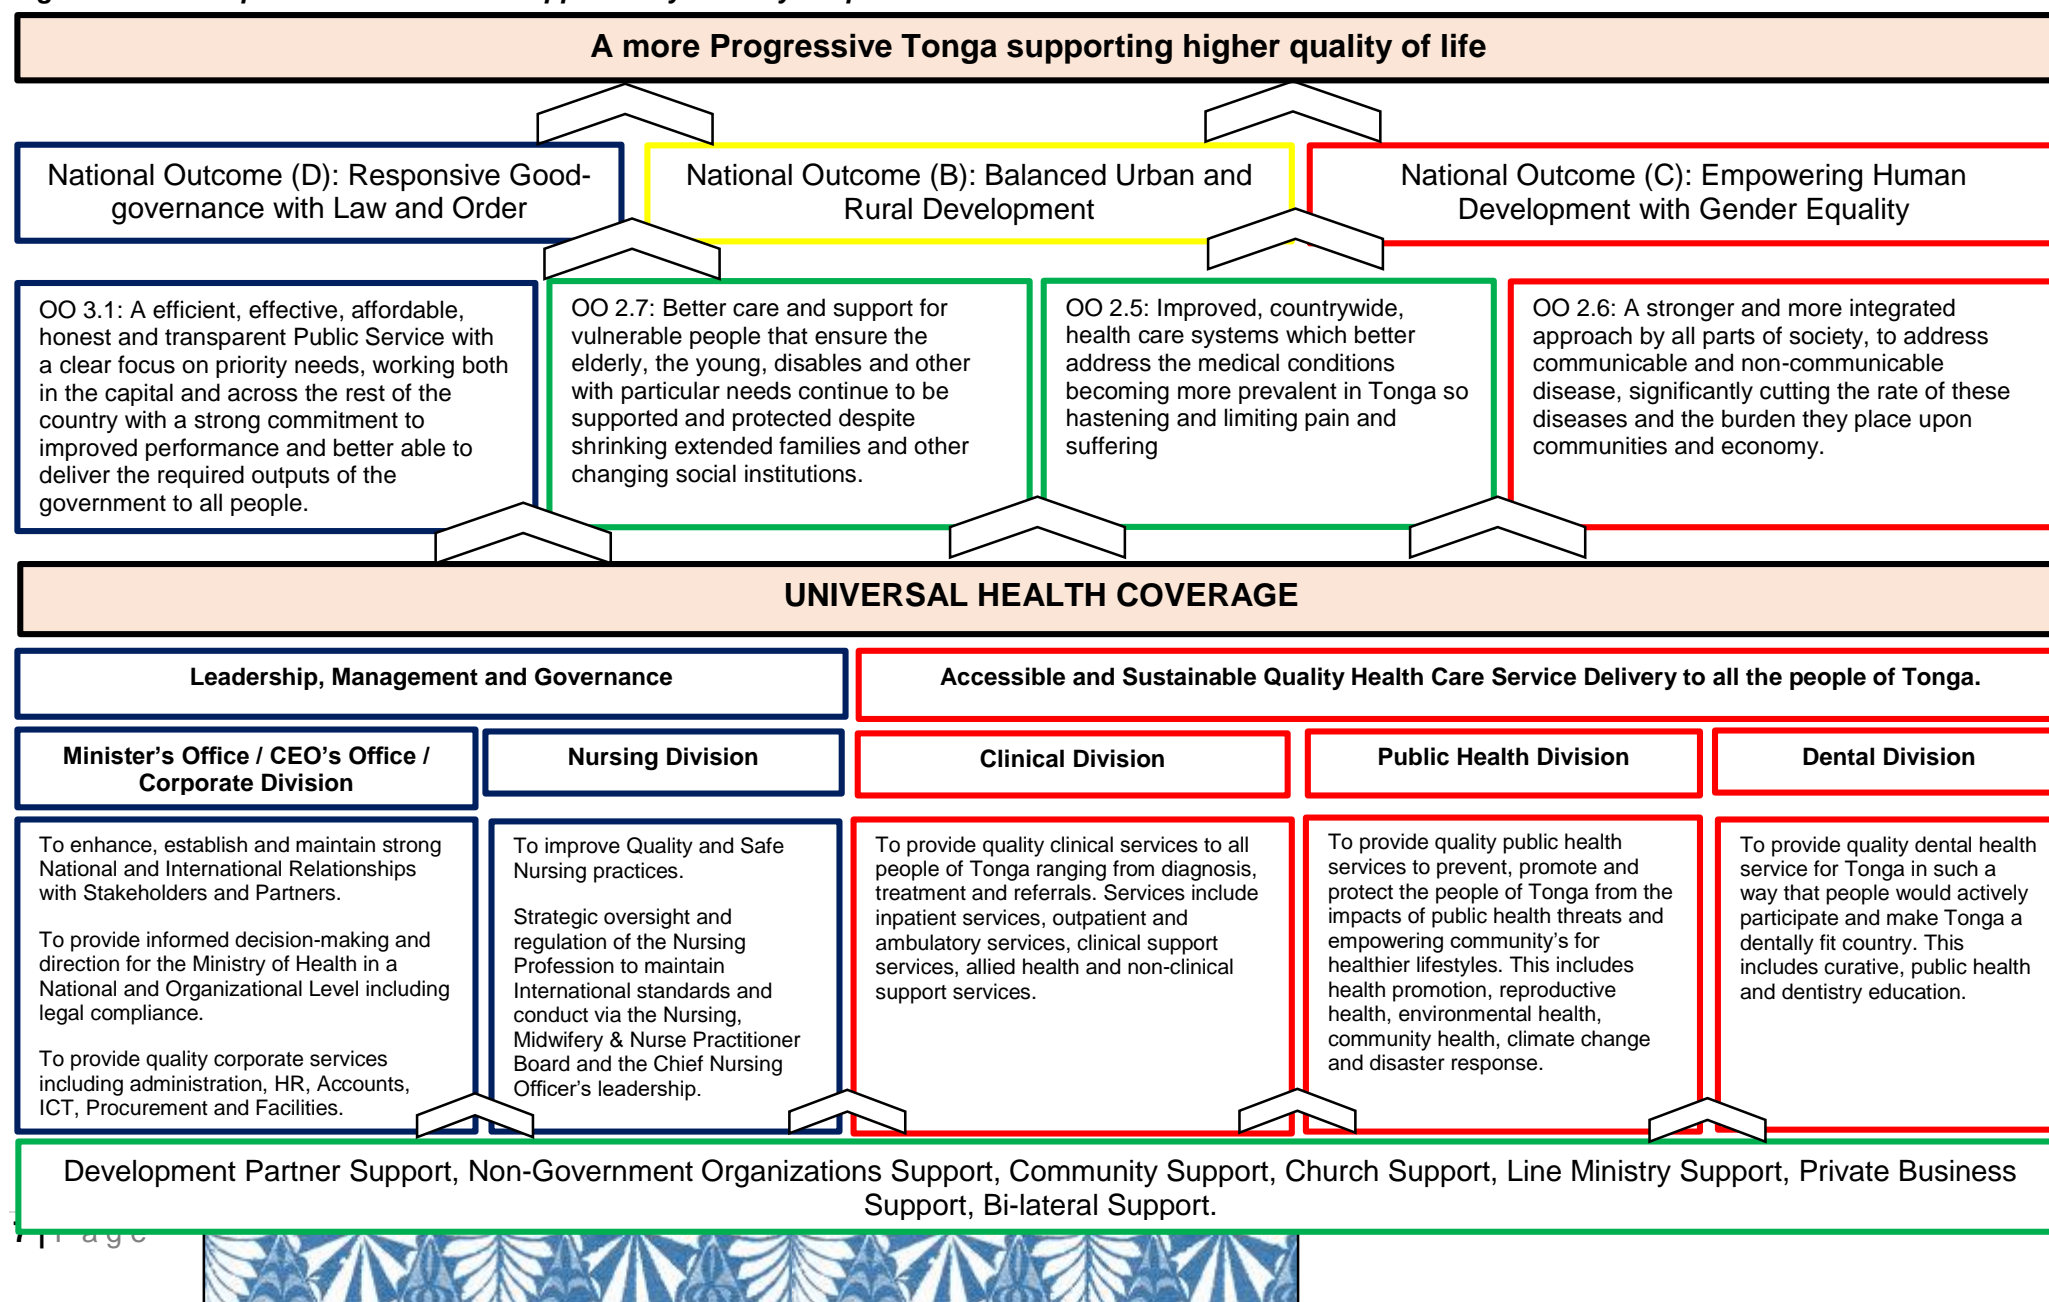 A more Progressive Tonga supporting higher quality of life
National Outcome (D): Responsive Good-
governance with Law and Order
National Outcome (B): Balanced Urban and
Rural Development
National Outcome (C): Empowering Human
Development with Gender Equality
OO 3.1: A efficient, effective, affordable,
honest and transparent Public Service with
a clear focus on priority needs, working both
in the capital and across the rest of the
country with a strong commitment to
improved performance and better able to
deliver the required outputs of the
government to all people.
OO 2.7: Better care and support for
vulnerable people that ensure the
elderly, the young, disables and other
with particular needs continue to be
supported and protected despite
shrinking extended families and other
changing social institutions.
OO 2.5: Improved, countrywide,
health care systems which better
address the medical conditions
becoming more prevalent in Tonga so
hastening and limiting pain and
suffering
OO 2.6: A stronger and more integrated
approach by all parts of society, to address
communicable and non-communicable
disease, significantly cutting the rate of these
diseases and the burden they place upon
communities and economy.
UNIVERSAL HEALTH COVERAGE
Leadership, Management and Governance
Accessible and Sustainable Quality Health Care Service Delivery to all the people of Tonga.
Minister’s Office / CEO’s Office /
Corporate Division
Nursing Division
Clinical Division
Public Health Division
Dental Division
To enhance, establish and maintain strong
National and International Relationships
with Stakeholders and Partners.
To provide informed decision-making and
direction for the Ministry of Health in a
National and Organizational Level including
legal compliance.
To provide quality corporate services
including administration, HR, Accounts,
ICT, Procurement and Facilities.
To improve Quality and Safe
Nursing practices.
Strategic oversight and
regulation of the Nursing
Profession to maintain
International standards and
conduct via the Nursing,
Midwifery & Nurse Practitioner
Board and the Chief Nursing
Officer’s leadership.
To provide quality clinical services to all
people of Tonga ranging from diagnosis,
treatment and referrals. Services include
inpatient services, outpatient and
ambulatory services, clinical support
services, allied health and non-clinical
support services.
To provide quality public health
services to prevent, promote and
protect the people of Tonga from the
impacts of public health threats and
empowering community’s for
healthier lifestyles. This includes
health promotion, reproductive
health, environmental health,
community health, climate change
and disaster response.
To provide quality dental health
service for Tonga in such a
way that people would actively
participate and make Tonga a
dentally fit country. This
includes curative, public health
and dentistry education.
Development Partner Support, Non-Government Organizations Support, Community Support, Church Support, Line Ministry Support, Private Business
Support, Bi-lateral Support.
7 | P a g e